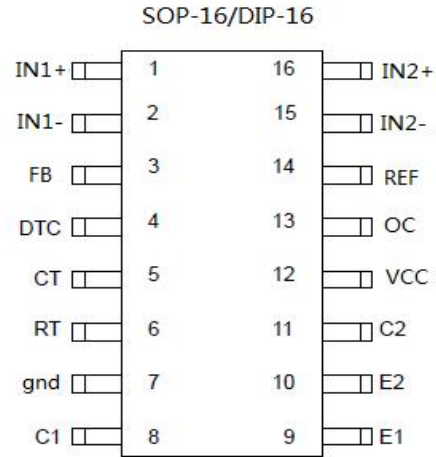 SOP-16/DIP-16
IN1+ 1 16 IN2+
IN1- 2 15 IN2-
FB 3 14 REF
DTC 4 13 OC
CT 5 12 VCC
RT 6 11 C2
gnd 7 10 E2
C1 8 9 E1